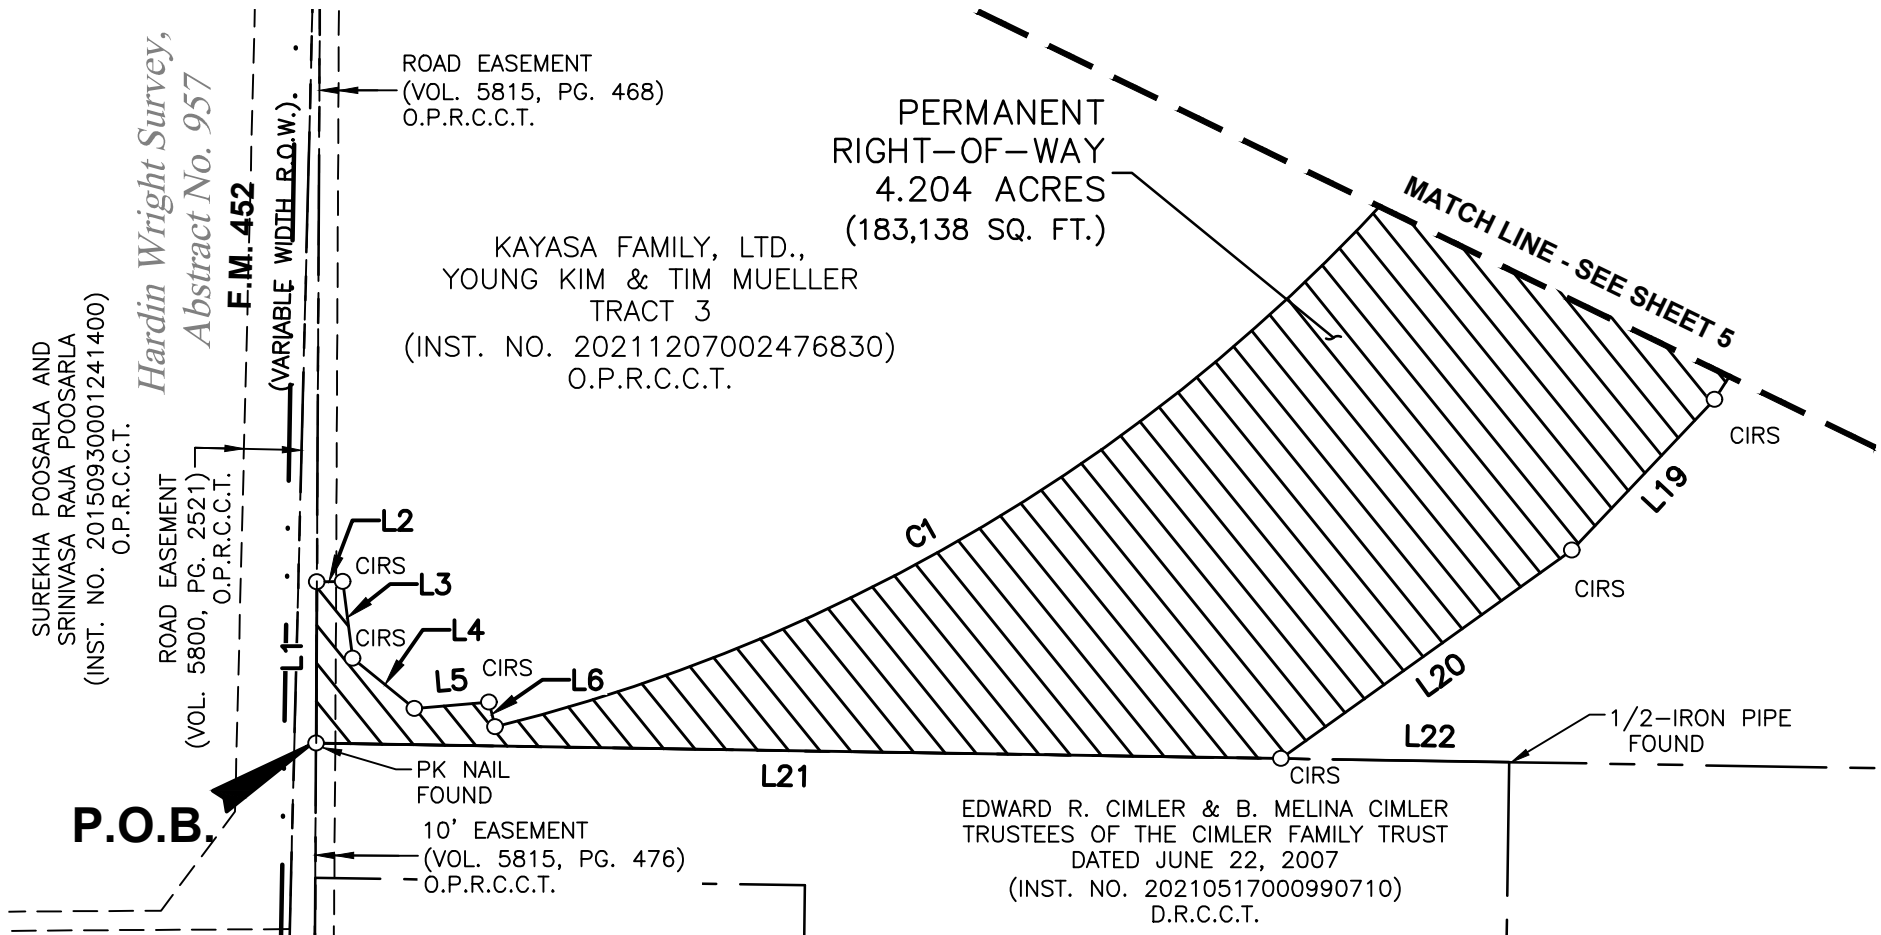 Hardin Wright Survey,
Abstract No. 957
F.M. 452
(VARIABLE WIDTH R.O.W.)
ROAD EASEMENT
(VOL. 5815, PG. 468)
O.P.R.C.C.T.
PERMANENT
RIGHT-OF-WAY
4.204 ACRES
(183,138 SQ. FT.)
MATCH LINE - SEE SHEET 5
KAYASA FAMILY, LTD.,
YOUNG KIM & TIM MUELLER
TRACT 3
(INST. NO. 20211207002476830)
O.P.R.C.C.T.
SUREKHA POOSARLA AND
SRINIVASA RAJA POOSARLA
(INST. NO. 20150930001241400)
O.P.R.C.C.T.
ROAD EASEMENT
(VOL. 5800, PG. 2521)
O.P.R.C.C.T.
CIRS
L19
L2
CIRS
L3
C1
CIRS
L1
CIRS
L4
CIRS
L5
L6
L20
L22
1/2-IRON PIPE
FOUND
L21
CIRS
PK NAIL
FOUND
P.O.B.
10' EASEMENT
(VOL. 5815, PG. 476)
O.P.R.C.C.T.
EDWARD R. CIMLER & B. MELINA CIMLER
TRUSTEES OF THE CIMLER FAMILY TRUST
DATED JUNE 22, 2007
(INST. NO. 20210517000990710)
D.R.C.C.T.